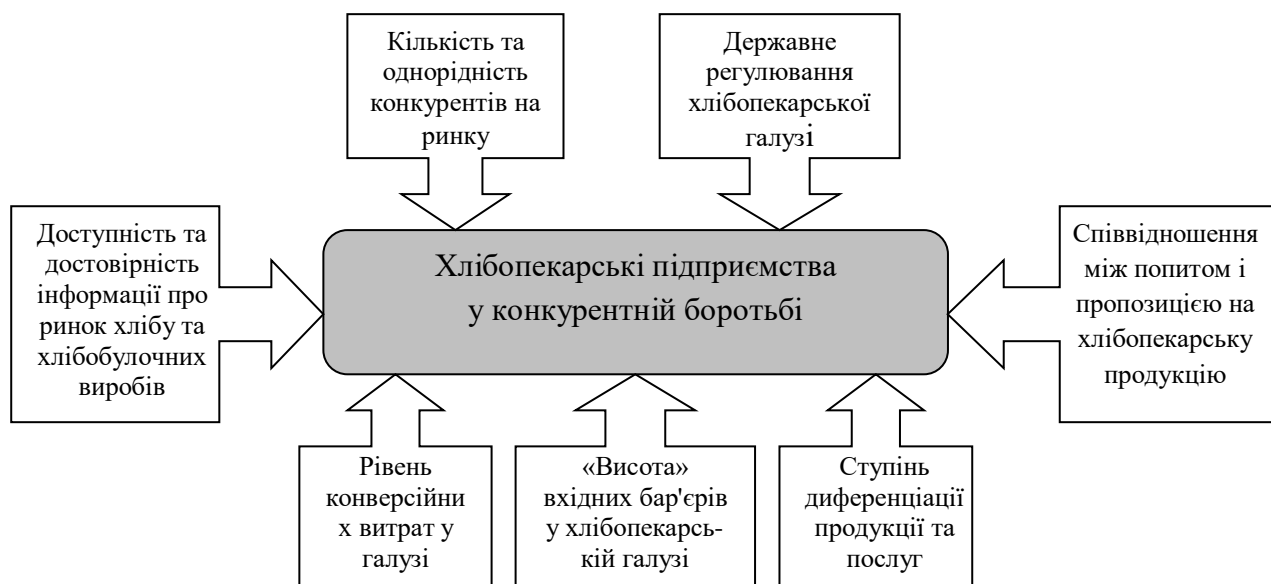 Кількість та
однорідність
конкурентів на
ринку
Державне
регулювання
хлібопекарської
галузі
Доступність та
достовірність
інформації про
ринок хлібу та
хлібобулочних
виробів
Хлібопекарські підприємства
у конкурентній боротьбі
Співвідношення
між попитом і
пропозицією на
хлібопекарську
продукцію
Рівень
конверсійни
х витрат у
галузі
«Висота»
вхідних бар'єрів
у хлібопекарсь-
кій галузі
Ступінь
диференціації
продукції та
послуг